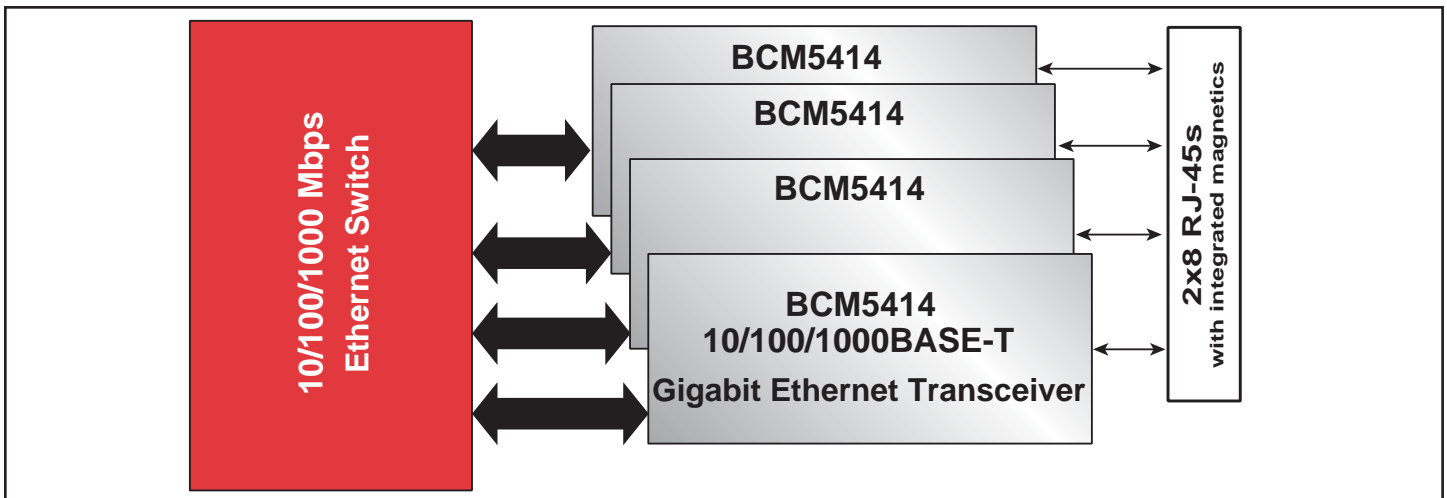 10/100/1000 Mbps
Ethernet Switch
BCM5414
BCM5414
BCM5414
BCM5414
10/100/1000BASE-T
Gigabit Ethernet Transceiver
2x8 RJ-45s
with integrated magnetics